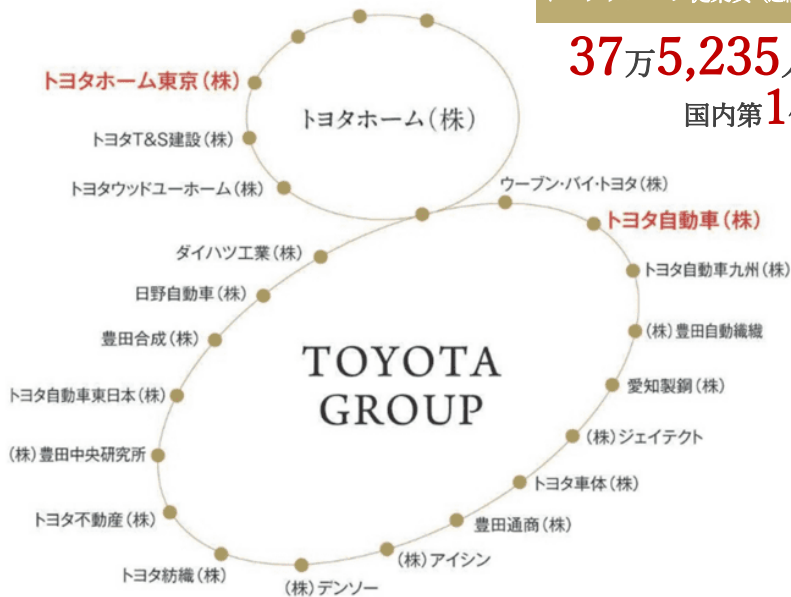 37万5,235人
国内第1
トヨタホーム東京(株)
トヨタT&S建設(株)
トヨタウッドユーホーム(株)
トヨタホーム(株)
ウーブン・バイ・トヨタ(株)
トヨタ自動車(株)
トヨタ自動車九州(株)
(株)豊田自動織機
愛知製鋼(株)
(株)ジェイテクト
トヨタ車体(株)
豊田通商(株)
(株)アイシン
(株)デンソー
トヨタ紡織(株)
トヨタ不動産(株)
(株)豊田中央研究所
トヨタ自動車東日本(株)
豊田合成(株)
日野自動車(株)
ダイハツ工業(株)
TOYOTA
GROUP